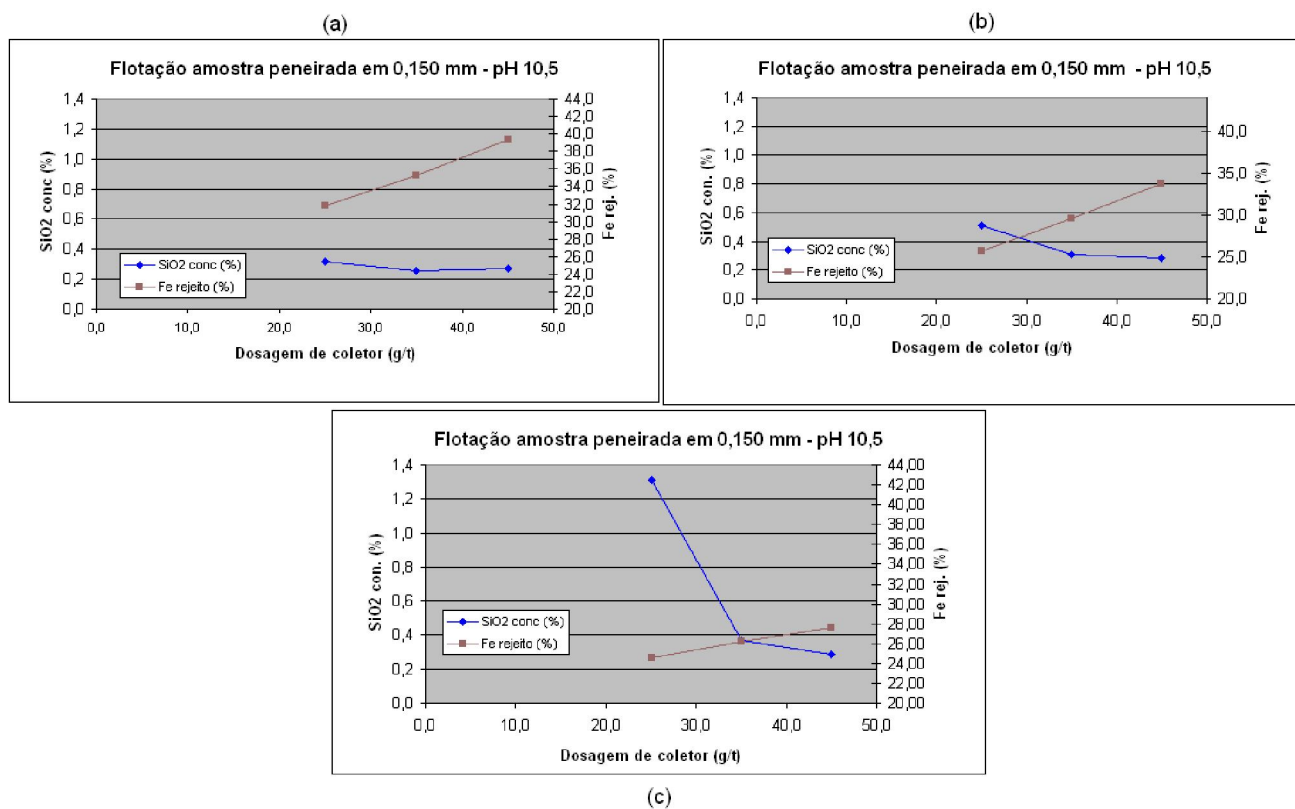 (a)
Flotação amostra peneirada em 0,150 mm - pH 10,5
SiO2 conc (%)
1,4
1,2
1,0
0,8
0,6
0,4
0,2
0,0
SiO2 conc (%)
Fe rejeito (%)
44,0
42,0
40,0
38,0
36,0
34,0
32,0
30,0
28,0
26,0
24,0
22,0
20,0
Fe rej. (%)
0,0 10,0 20,0 30,0 40,0 50,0
Dosagem de coletor (g/t)
(b)
Flotação amostra peneirada em 0,150 mm - pH 10,5
SiO2 con. (%)
1,4
1,2
1,0
0,8
0,6
0,4
0,2
0,0
SiO2 conc (%)
Fe rejeito (%)
40,0
35,0
30,0
25,0
20,0
Fe rej. (%)
0,0 10,0 20,0 30,0 40,0 50,0
Dosagem de coletor (g/t)
Flotação amostra peneirada em 0,150 mm - pH 10,5
SiO2 con. (%)
1,4
1,2
1,0
0,8
0,6
0,4
0,2
0,0
SiO2 conc (%)
Fe rejeito (%)
44,00
42,00
40,00
38,00
36,00
34,00
32,00
30,00
28,00
26,00
24,00
22,00
20,00
Fe rej. (%)
0,0 10,0 20,0 30,0 40,0 50,0
Dosagem de coletor (g/t)
(c)